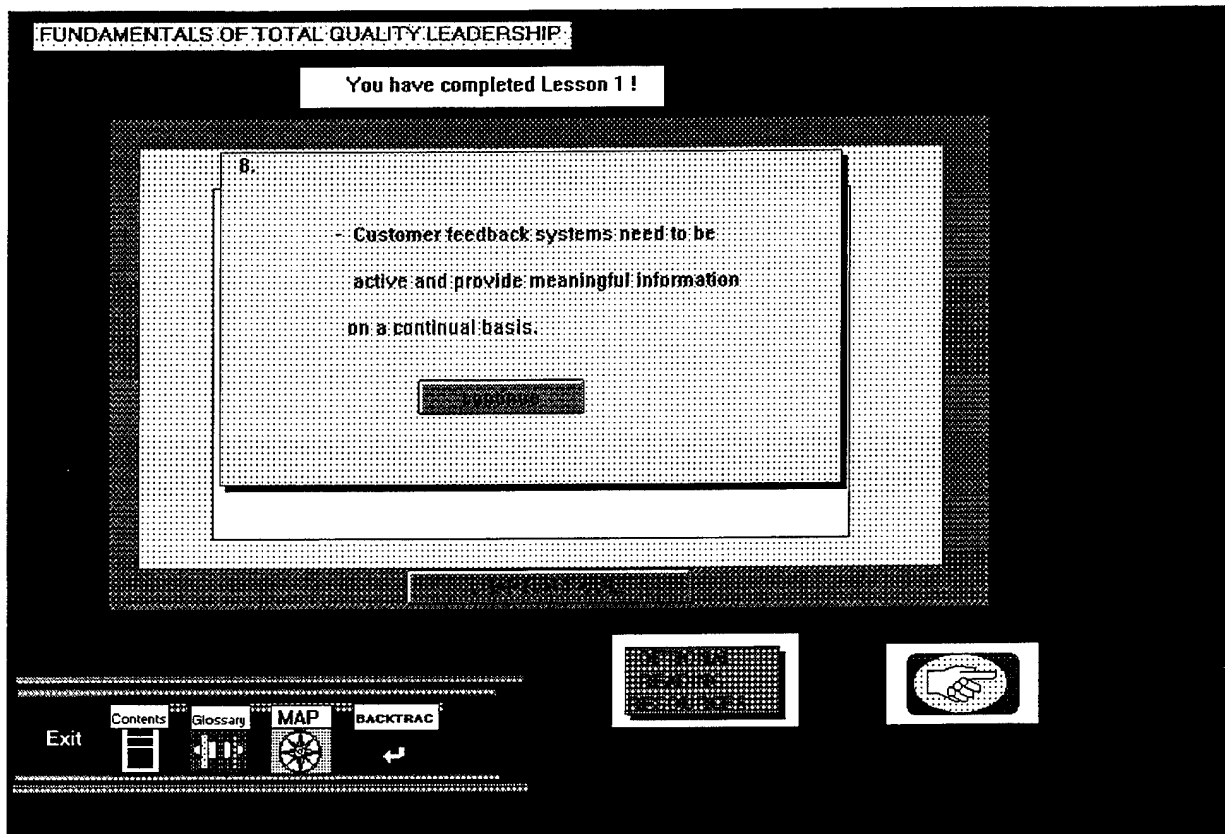 FUNDAMENTALS OF TOTAL QUALITY LEADERSHIP
You have completed Lesson 1 !
8.
- Customer feedback systems need to be
active and provide meaningful information
on a continual basis.
continue
Exit
Contents
Glossary
MAP
BACKTRAC